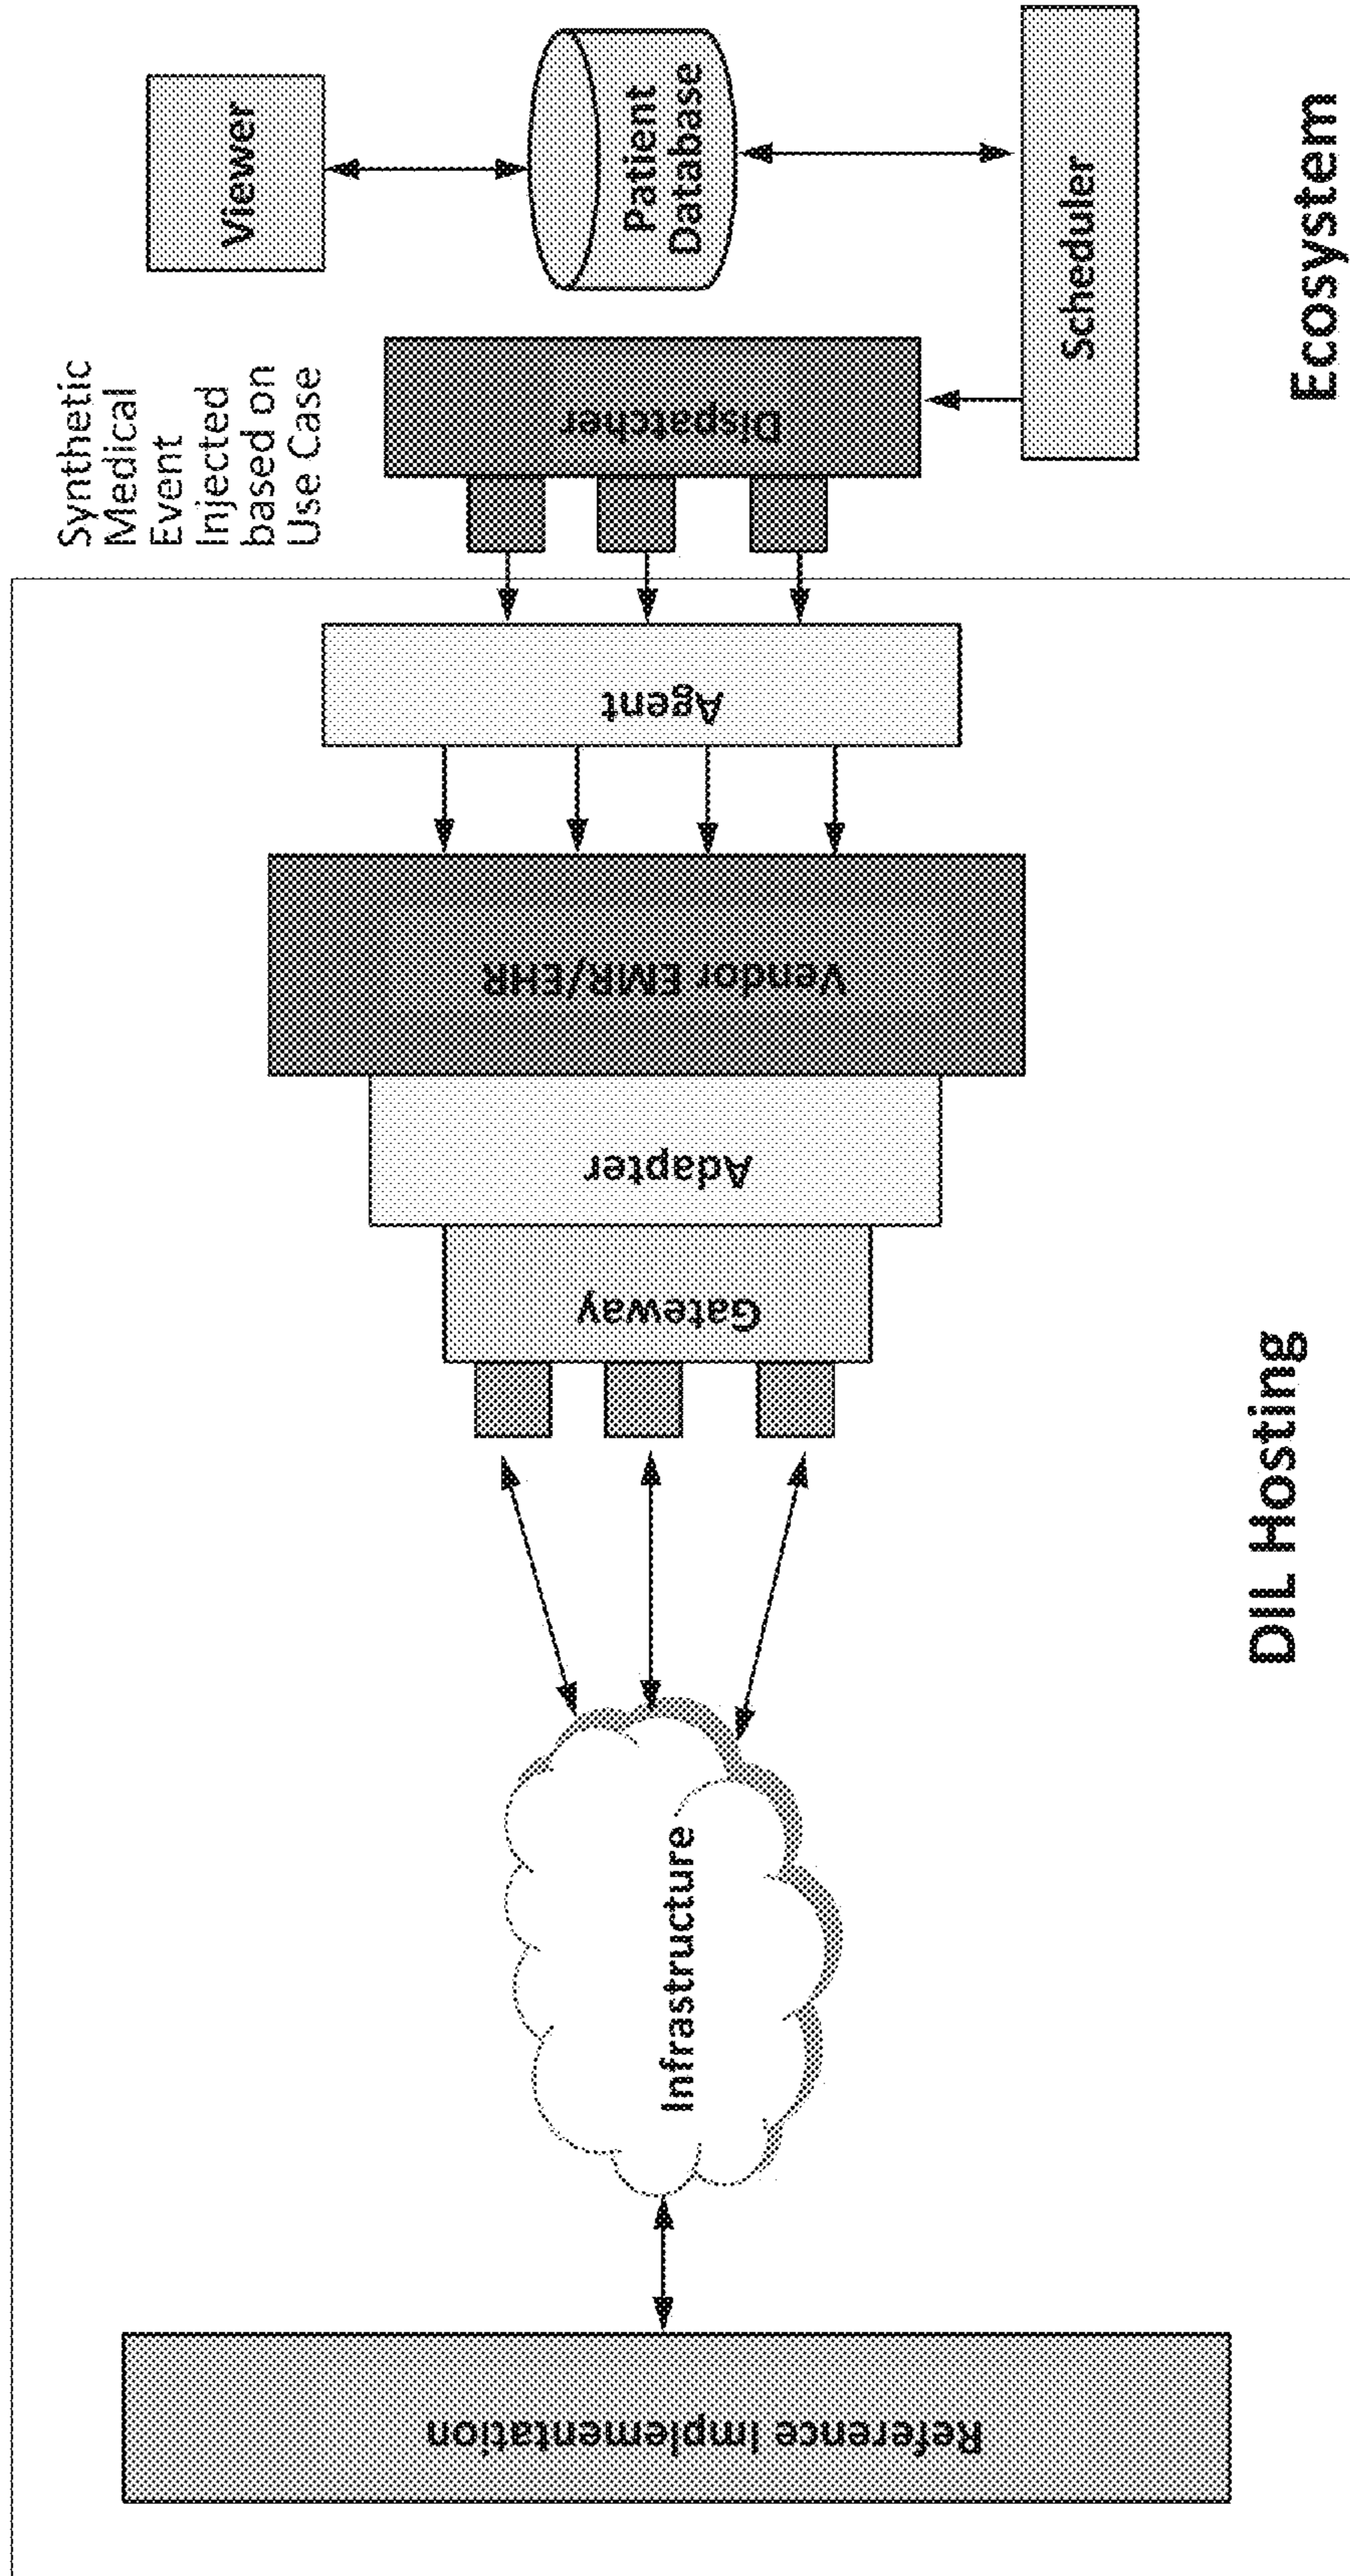 Reference Implementation
Infrastructure
Gateway
Adapter
Vendor EMR/EHR
Agent
Synthetic
Medical
Event
Injected
based on
Use Case
Dispatcher
Viewer
Patient
Database
Scheduler
DIL Hosting
Ecosystem